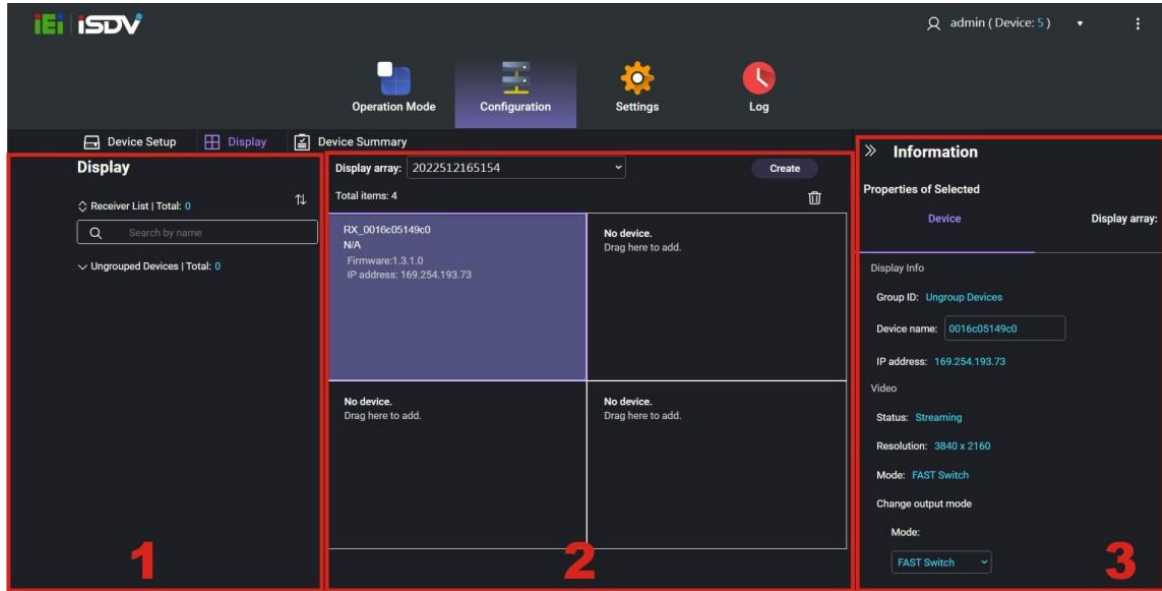 iEi iSDV
admin ( Device: 5 )
Operation Mode
Configuration
Settings
Log
Device Setup
Display
Device Summary
Display
Receiver List | Total: 0
Search by name
Ungrouped Devices | Total: 0
1
Display array: 2022512165154
Create
Total items: 4
RX_0016c05149c0
N/A
Firmware:1.3.1.0
IP address: 169.254.193.73
No device.
Drag here to add.
No device.
Drag here to add.
No device.
Drag here to add.
2
Information
Properties of Selected
Device
Display array:
Display Info
Group ID: Ungroup Devices
Device name: 0016c05149c0
IP address: 169.254.193.73
Video
Status: Streaming
Resolution: 3840 x 2160
Mode: FAST Switch
Change output mode
Mode:
FAST Switch
3